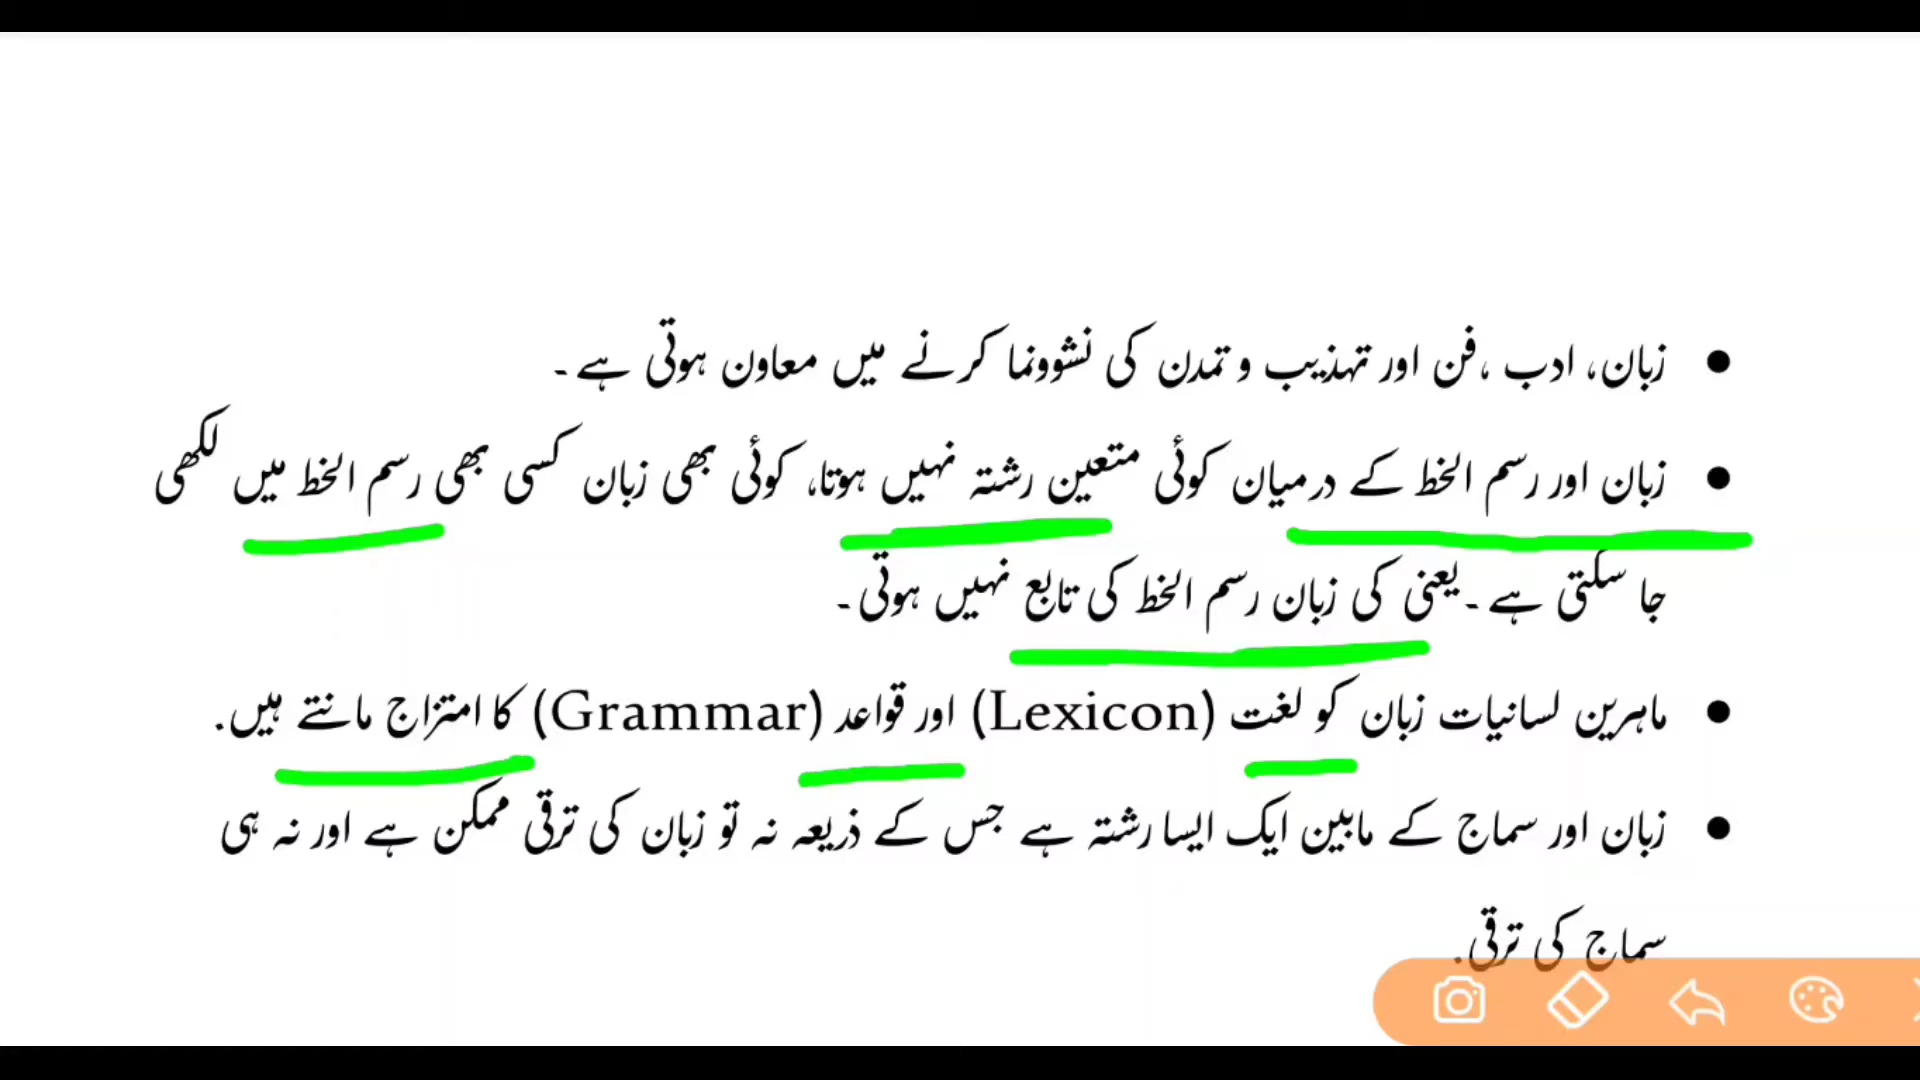 • زبان، ادب ،فن اور تہذیب و تمدن کی نشوونما کرنے میں معاون ہوتی ہے۔
• زبان اور رسم الخط کے درمیان کوئی متعین رشتہ نہیں ہوتا، کوئی بھی زبان کسی بھی رسم الخط میں لکھی
جا سکتی ہے۔یعنی کی زبان رسم الخط کی تابع نہیں ہوتی۔
• ماہرین لسانیات زبان کو لغت (Lexicon) اور قواعد (Grammar) کا امتزاج مانتے ہیں.
• زبان اور سماج کے مابین ایک ایسا رشتہ ہے جس کے ذریعہ نہ تو زبان کی ترقی ممکن ہے اور نہ ہی
سماج کی ترقی.